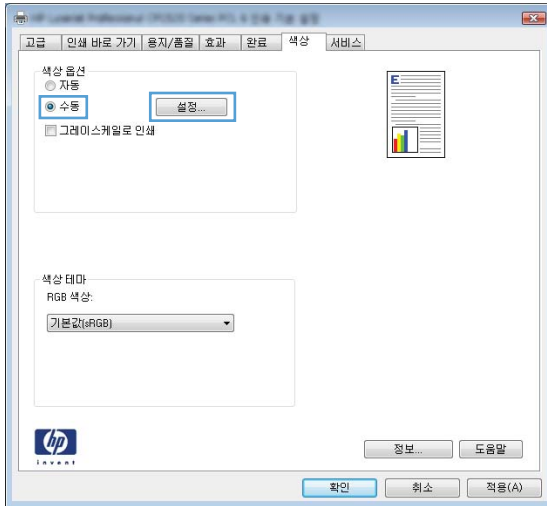 고급 인쇄 바로 가기 용지/품질 효과 완료 색상 서비스
색상 옵션
자동
수동 설정...
그레이스케일로 인쇄
E
색상 테마
RGB 색상:
기본값(sRGB)
hp
invent
정보... 도움말
확인 취소 적용(A)